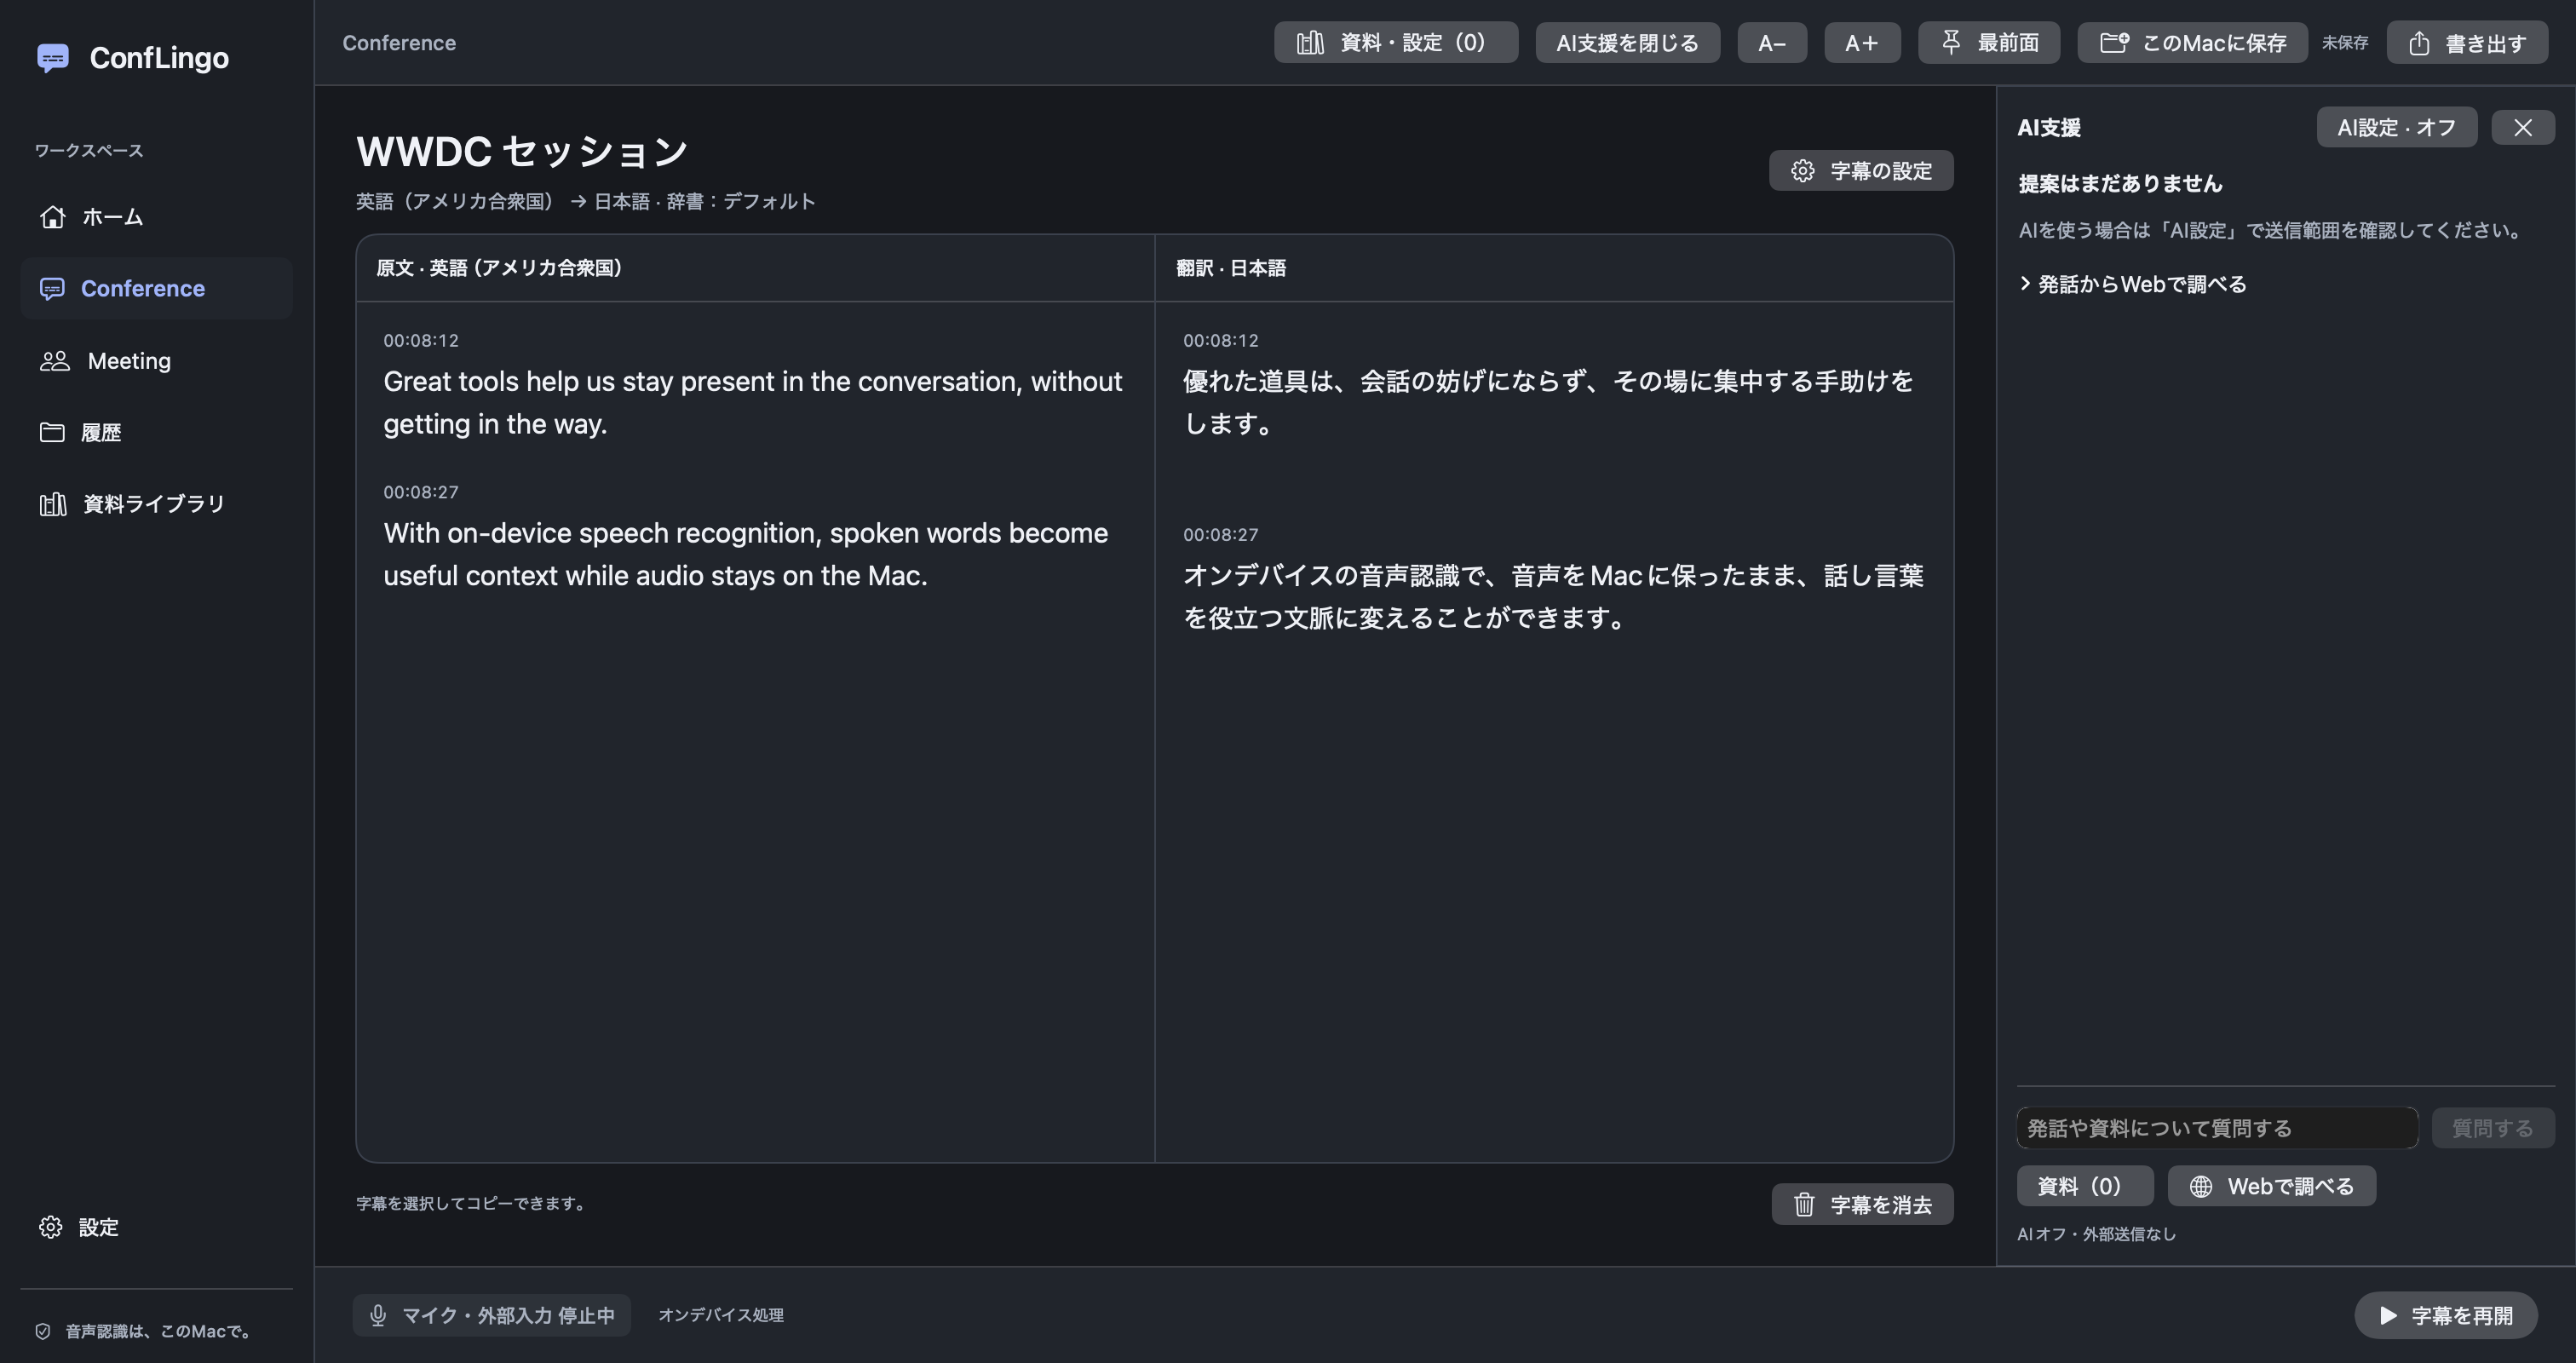 ConfLingo
ワークスペース
ホーム
Conference
Meeting
履歴
資料ライブラリ
設定
音声認識は、このMacで。
Conference
資料・設定（0）
AI支援を閉じる
A−
A+
最前面
このMacに保存
未保存
書き出す
WWDC セッション
英語（アメリカ合衆国） → 日本語 · 辞書：デフォルト
字幕の設定
原文 · 英語 (アメリカ合衆国)
00:08:12
Great tools help us stay present in the conversation, without
getting in the way.
00:08:27
With on-device speech recognition, spoken words become
useful context while audio stays on the Mac.
翻訳 · 日本語
00:08:12
優れた道具は、会話の妨げにならず、その場に集中する手助けを
します。
00:08:27
オンデバイスの音声認識で、音声をMacに保ったまま、話し言葉
を役立つ文脈に変えることができます。
字幕を選択してコピーできます。
字幕を消去
AI支援
AI設定 · オフ
提案はまだありません
AIを使う場合は「AI設定」で送信範囲を確認してください。
発話からWebで調べる
発話や資料について質問する
質問する
資料（0）
Webで調べる
AIオフ・外部送信なし
マイク・外部入力 停止中
オンデバイス処理
字幕を再開